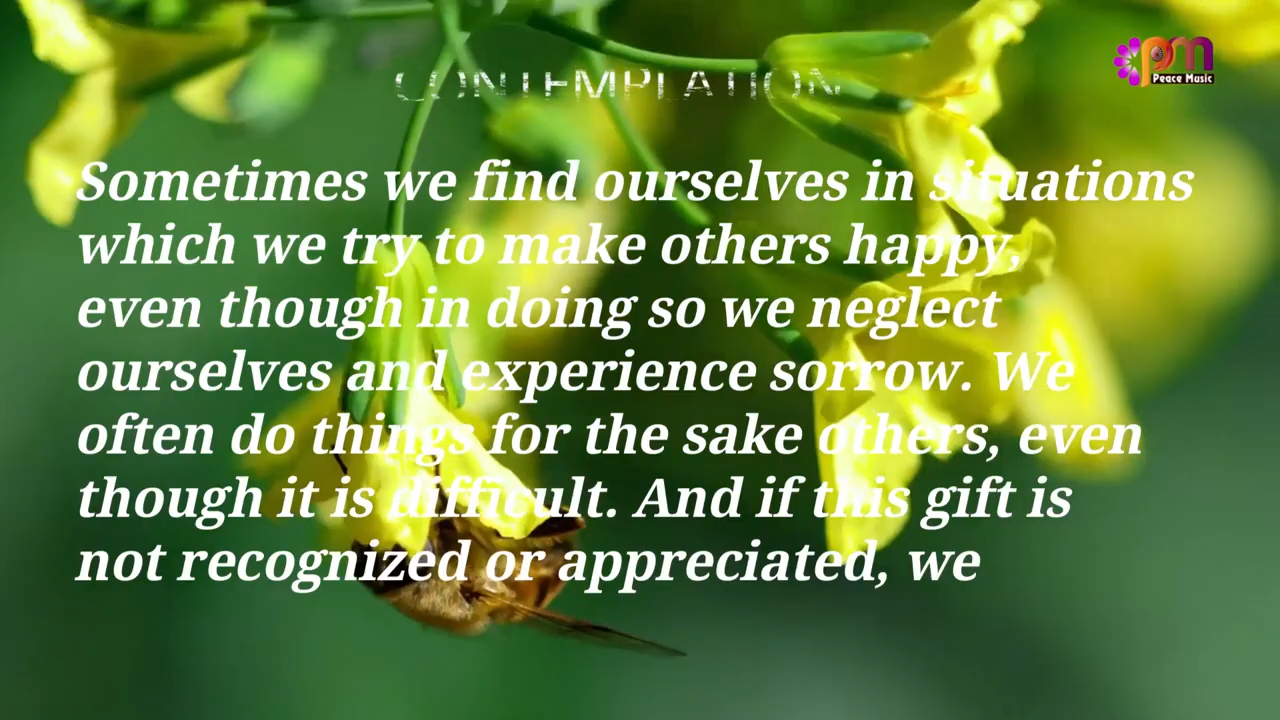 CONTEMPLATION
pm
Peace Music
Sometimes we find ourselves in situations
which we try to make others happy,
even though in doing so we neglect
ourselves and experience sorrow. We
often do things for the sake others, even
though it is difficult. And if this gift is
not recognized or appreciated, we